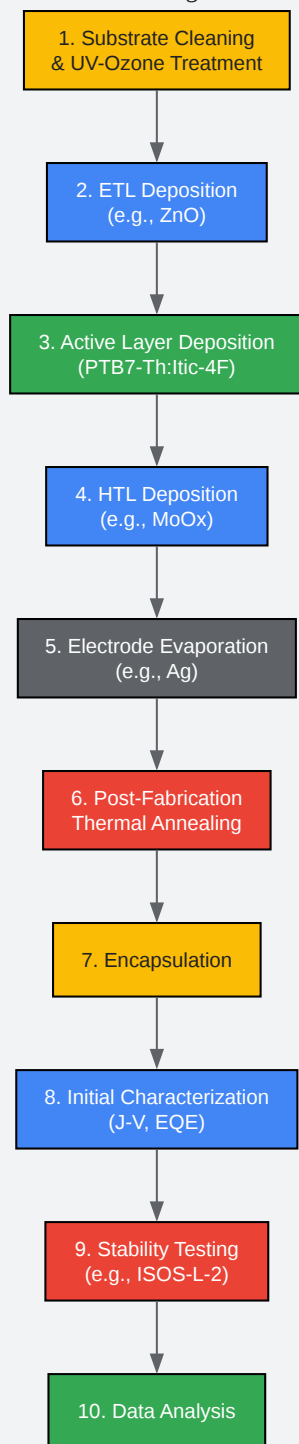 1. Substrate Cleaning
& UV-Ozone Treatment
2. ETL Deposition
(e.g., ZnO)
3. Active Layer Deposition
(PTB7-Th:Itic-4F)
4. HTL Deposition
(e.g., MoOx)
5. Electrode Evaporation
(e.g., Ag)
6. Post-Fabrication
Thermal Annealing
7. Encapsulation
8. Initial Characterization
(J-V, EQE)
9. Stability Testing
(e.g., ISOS-L-2)
10. Data Analysis